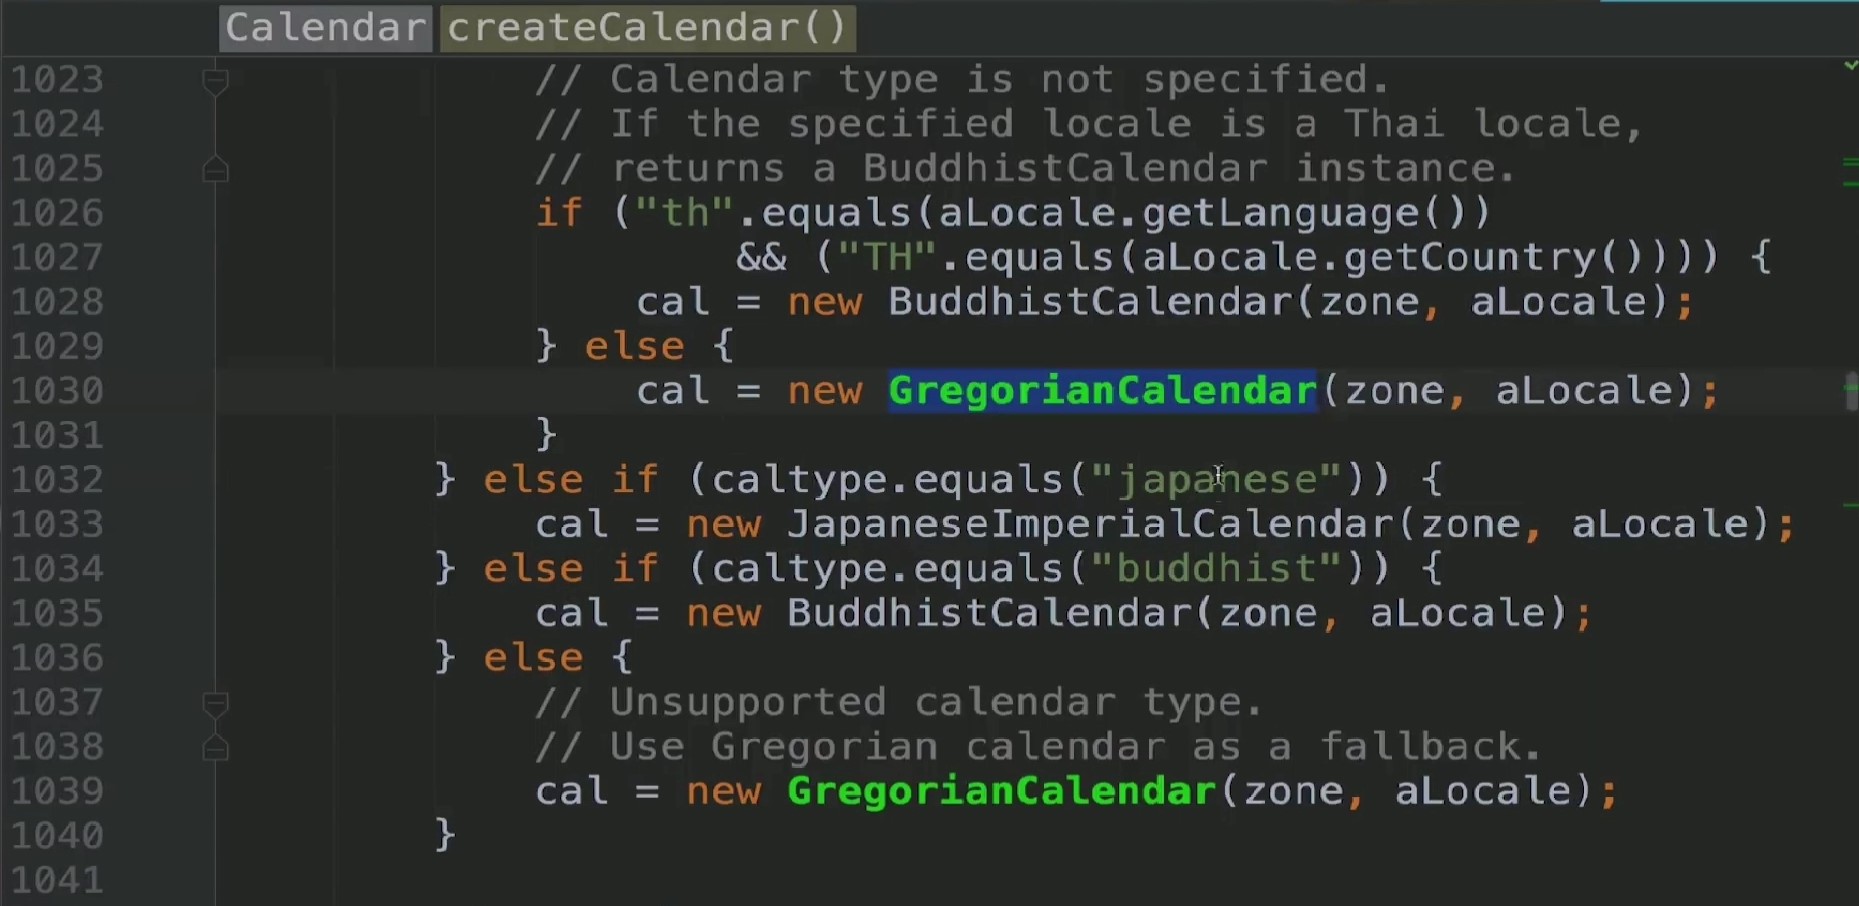 Calendar createCalendar()
1023 // Calendar type is not specified.
1024 // If the specified locale is a Thai locale,
1025 // returns a BuddhistCalendar instance.
1026 if ("th".equals(aLocale.getLanguage())
1027 && ("TH".equals(aLocale.getCountry()))) {
1028 cal = new BuddhistCalendar(zone, aLocale);
1029 } else {
1030 cal = new GregorianCalendar(zone, aLocale);
1031 }
1032 } else if (caltype.equals("japanese")) {
1033 cal = new JapaneseImperialCalendar(zone, aLocale);
1034 } else if (caltype.equals("buddhist")) {
1035 cal = new BuddhistCalendar(zone, aLocale);
1036 } else {
1037 // Unsupported calendar type.
1038 // Use Gregorian calendar as a fallback.
1039 cal = new GregorianCalendar(zone, aLocale);
1040 }
1041